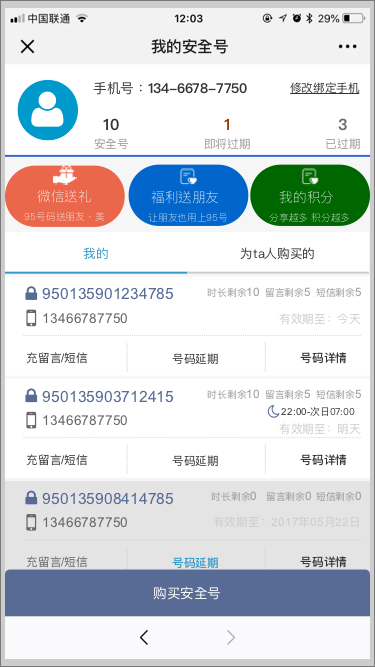 中国联通 12:03 29%
我的安全号
手机号：134-6678-7750 修改绑定手机
10 1 3
安全号 即将过期 已过期
微信送礼 福利送朋友 我的积分
95号码送朋友·美 让朋友也用上95号 分享越多 积分越多
我的 为ta人购买的
950135901234785 时长剩余10 留言剩余5 短信剩余5
13466787750 有效期至：今天
充留言/短信 号码延期 号码详情
950135903712415 时长剩余10 留言剩余5 短信剩余5
22:00-次日07:00
13466787750 有效期至：明天
充留言/短信 号码延期 号码详情
950135908414785 时长剩余0 留言剩余0 短信剩余0
13466787750 有效期至：2017年05月22日
充留言/短信 号码延期 号码详情
购买安全号